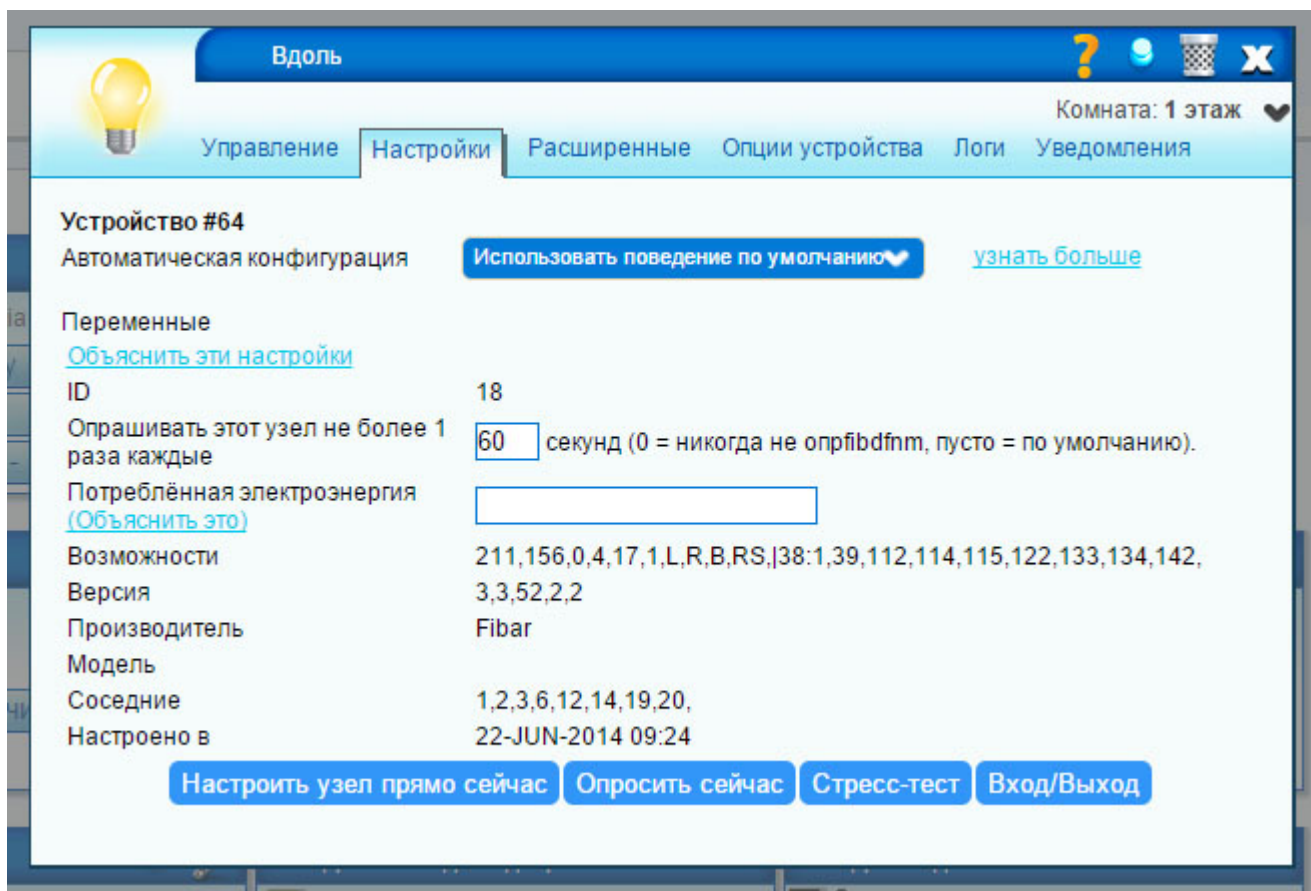 Вдоль
Комната: 1 этаж
Управление Настройки Расширенные Опции устройства Логи Уведомления
Устройство #64
Автоматическая конфигурация Использовать поведение по умолчанию узнать больше
Переменные
Объяснить эти настройки
ID 18
Опрашивать этот узел не более 1
раза каждые 60 секунд (0 = никогда не опрfibdfnm, пусто = по умолчанию).
Потреблённая электроэнергия
(Объяснить это)
Возможности 211,156,0,4,17,1,L,R,B,RS,|38:1,39,112,114,115,122,133,134,142,
Версия 3,3,52,2,2
Производитель Fibar
Модель
Соседние 1,2,3,6,12,14,19,20,
Настроено в 22-JUN-2014 09:24
Настроить узел прямо сейчас Опросить сейчас Стресс-тест Вход/Выход